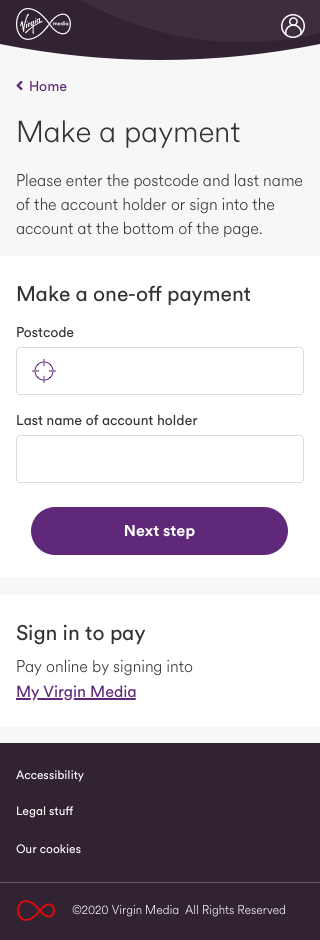 Virgin media
Home
Make a payment
Please enter the postcode and last name
of the account holder or sign into the
account at the bottom of the page.
Make a one-off payment
Postcode
Last name of account holder
Next step
Sign in to pay
Pay online by signing into
My Virgin Media
Accessibility
Legal stuff
Our cookies
©2020 Virgin Media  All Rights Reserved